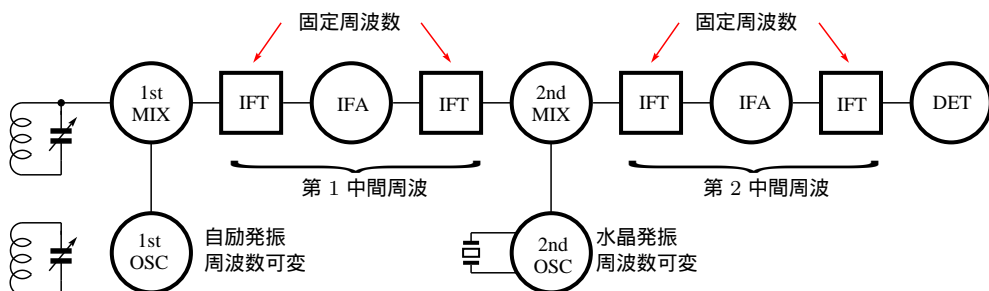 固定周波数
固定周波数
1st
MIX
IFT
IFA
IFT
2nd
MIX
IFT
IFA
IFT
DET
第 1 中間周波
第 2 中間周波
1st
OSC
自励発振
周波数可変
2nd
OSC
水晶発振
周波数可変